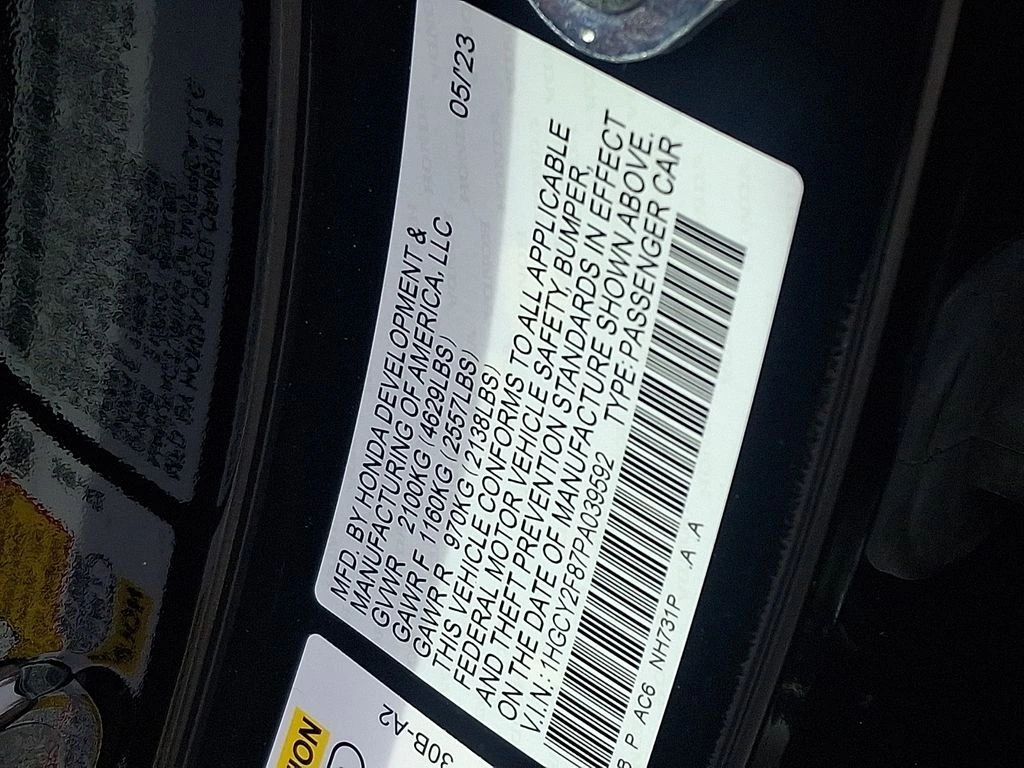 MFD. BY HONDA DEVELOPMENT &
MANUFACTURING OF AMERICA, LLC 05/'23
GVWR 2100KG (4629LBS)
GAWR F 1160KG (2557LBS)
GAWR R 970KG (2138LBS)
THIS VEHICLE CONFORMS TO ALL APPLICABLE
FEDERAL MOTOR VEHICLE SAFETY, BUMPER,
AND THEFT PREVENTION STANDARDS IN EFFECT
ON THE DATE OF MANUFACTURE SHOWN ABOVE.
V.I.N.:1HGCY2F87PA039592 TYPE:PASSENGER CAR
B P AC6 NH731P A A
30B-A2